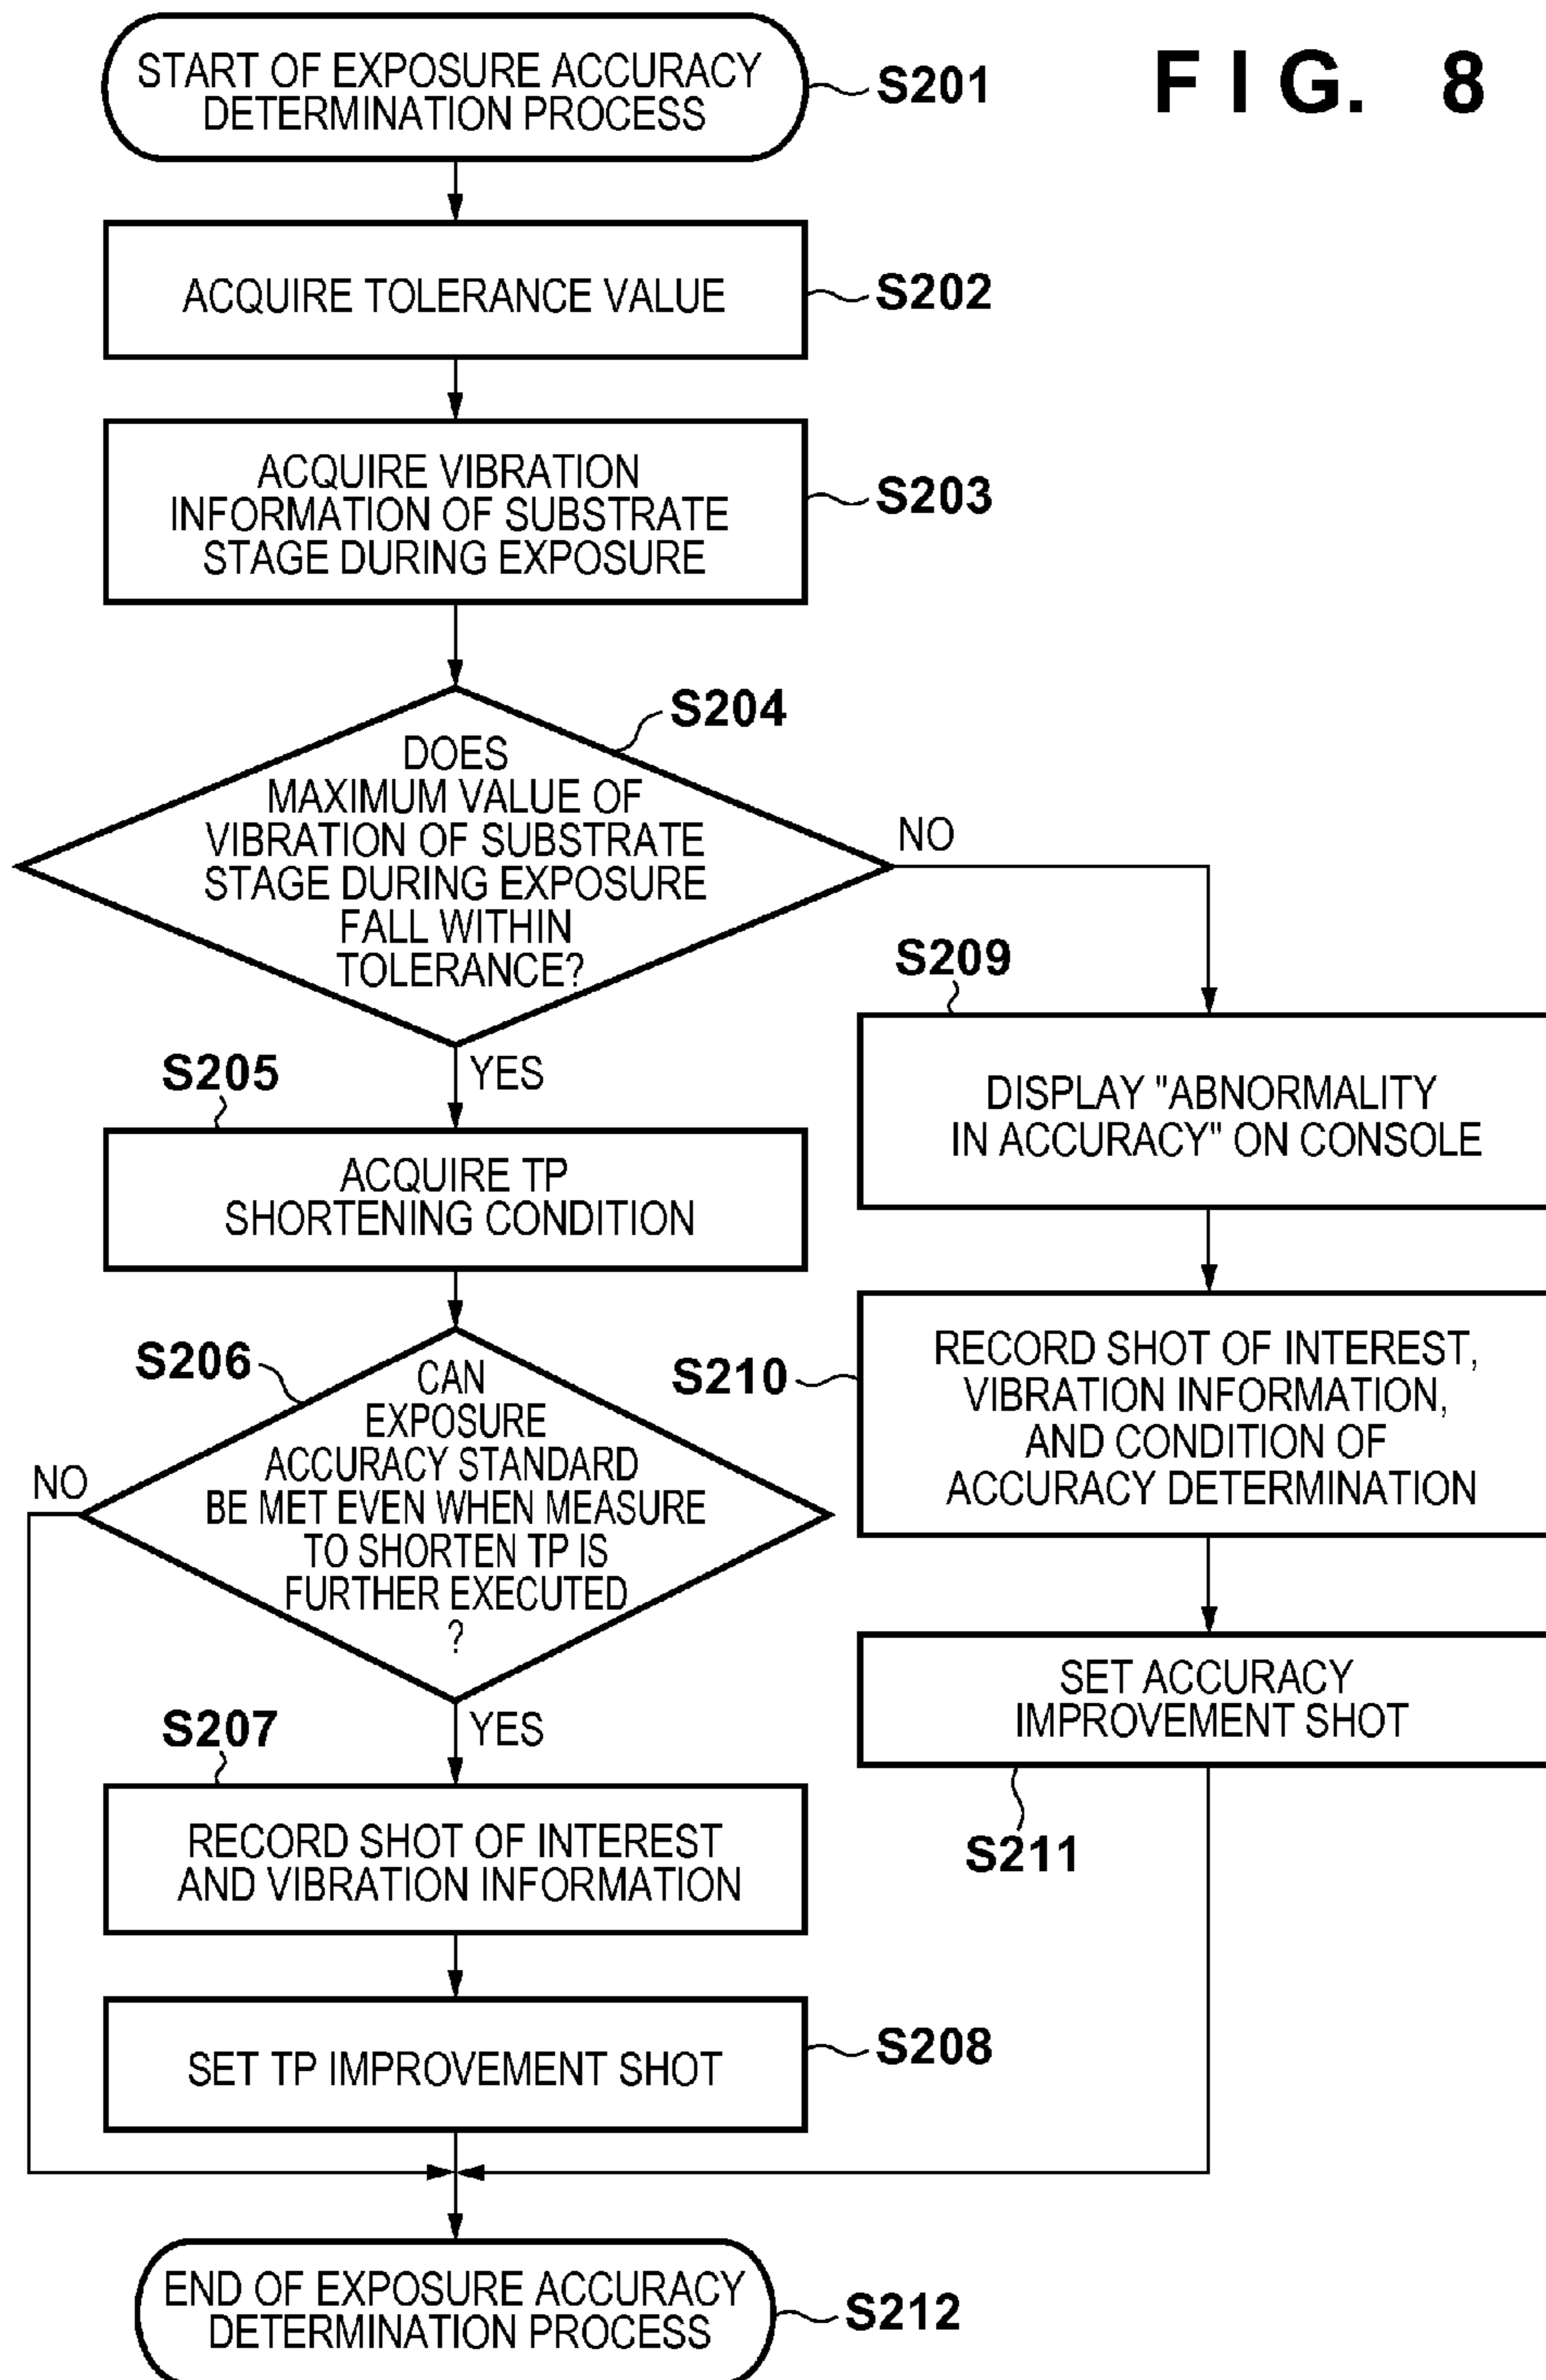 FIG. 8
START OF EXPOSURE ACCURACY
DETERMINATION PROCESS
S201
ACQUIRE TOLERANCE VALUE
S202
ACQUIRE VIBRATION
INFORMATION OF SUBSTRATE
STAGE DURING EXPOSURE
S203
S204
DOES
MAXIMUM VALUE OF
VIBRATION OF SUBSTRATE
STAGE DURING EXPOSURE
FALL WITHIN
TOLERANCE?
NO
YES
S205
ACQUIRE TP
SHORTENING CONDITION
S206
CAN
EXPOSURE
ACCURACY STANDARD
BE MET EVEN WHEN MEASURE
TO SHORTEN TP IS
FURTHER EXECUTED
?
NO
YES
S207
RECORD SHOT OF INTEREST
AND VIBRATION INFORMATION
SET TP IMPROVEMENT SHOT
S208
S209
DISPLAY "ABNORMALITY
IN ACCURACY" ON CONSOLE
S210
RECORD SHOT OF INTEREST,
VIBRATION INFORMATION,
AND CONDITION OF
ACCURACY DETERMINATION
SET ACCURACY
IMPROVEMENT SHOT
S211
END OF EXPOSURE ACCURACY
DETERMINATION PROCESS
S212